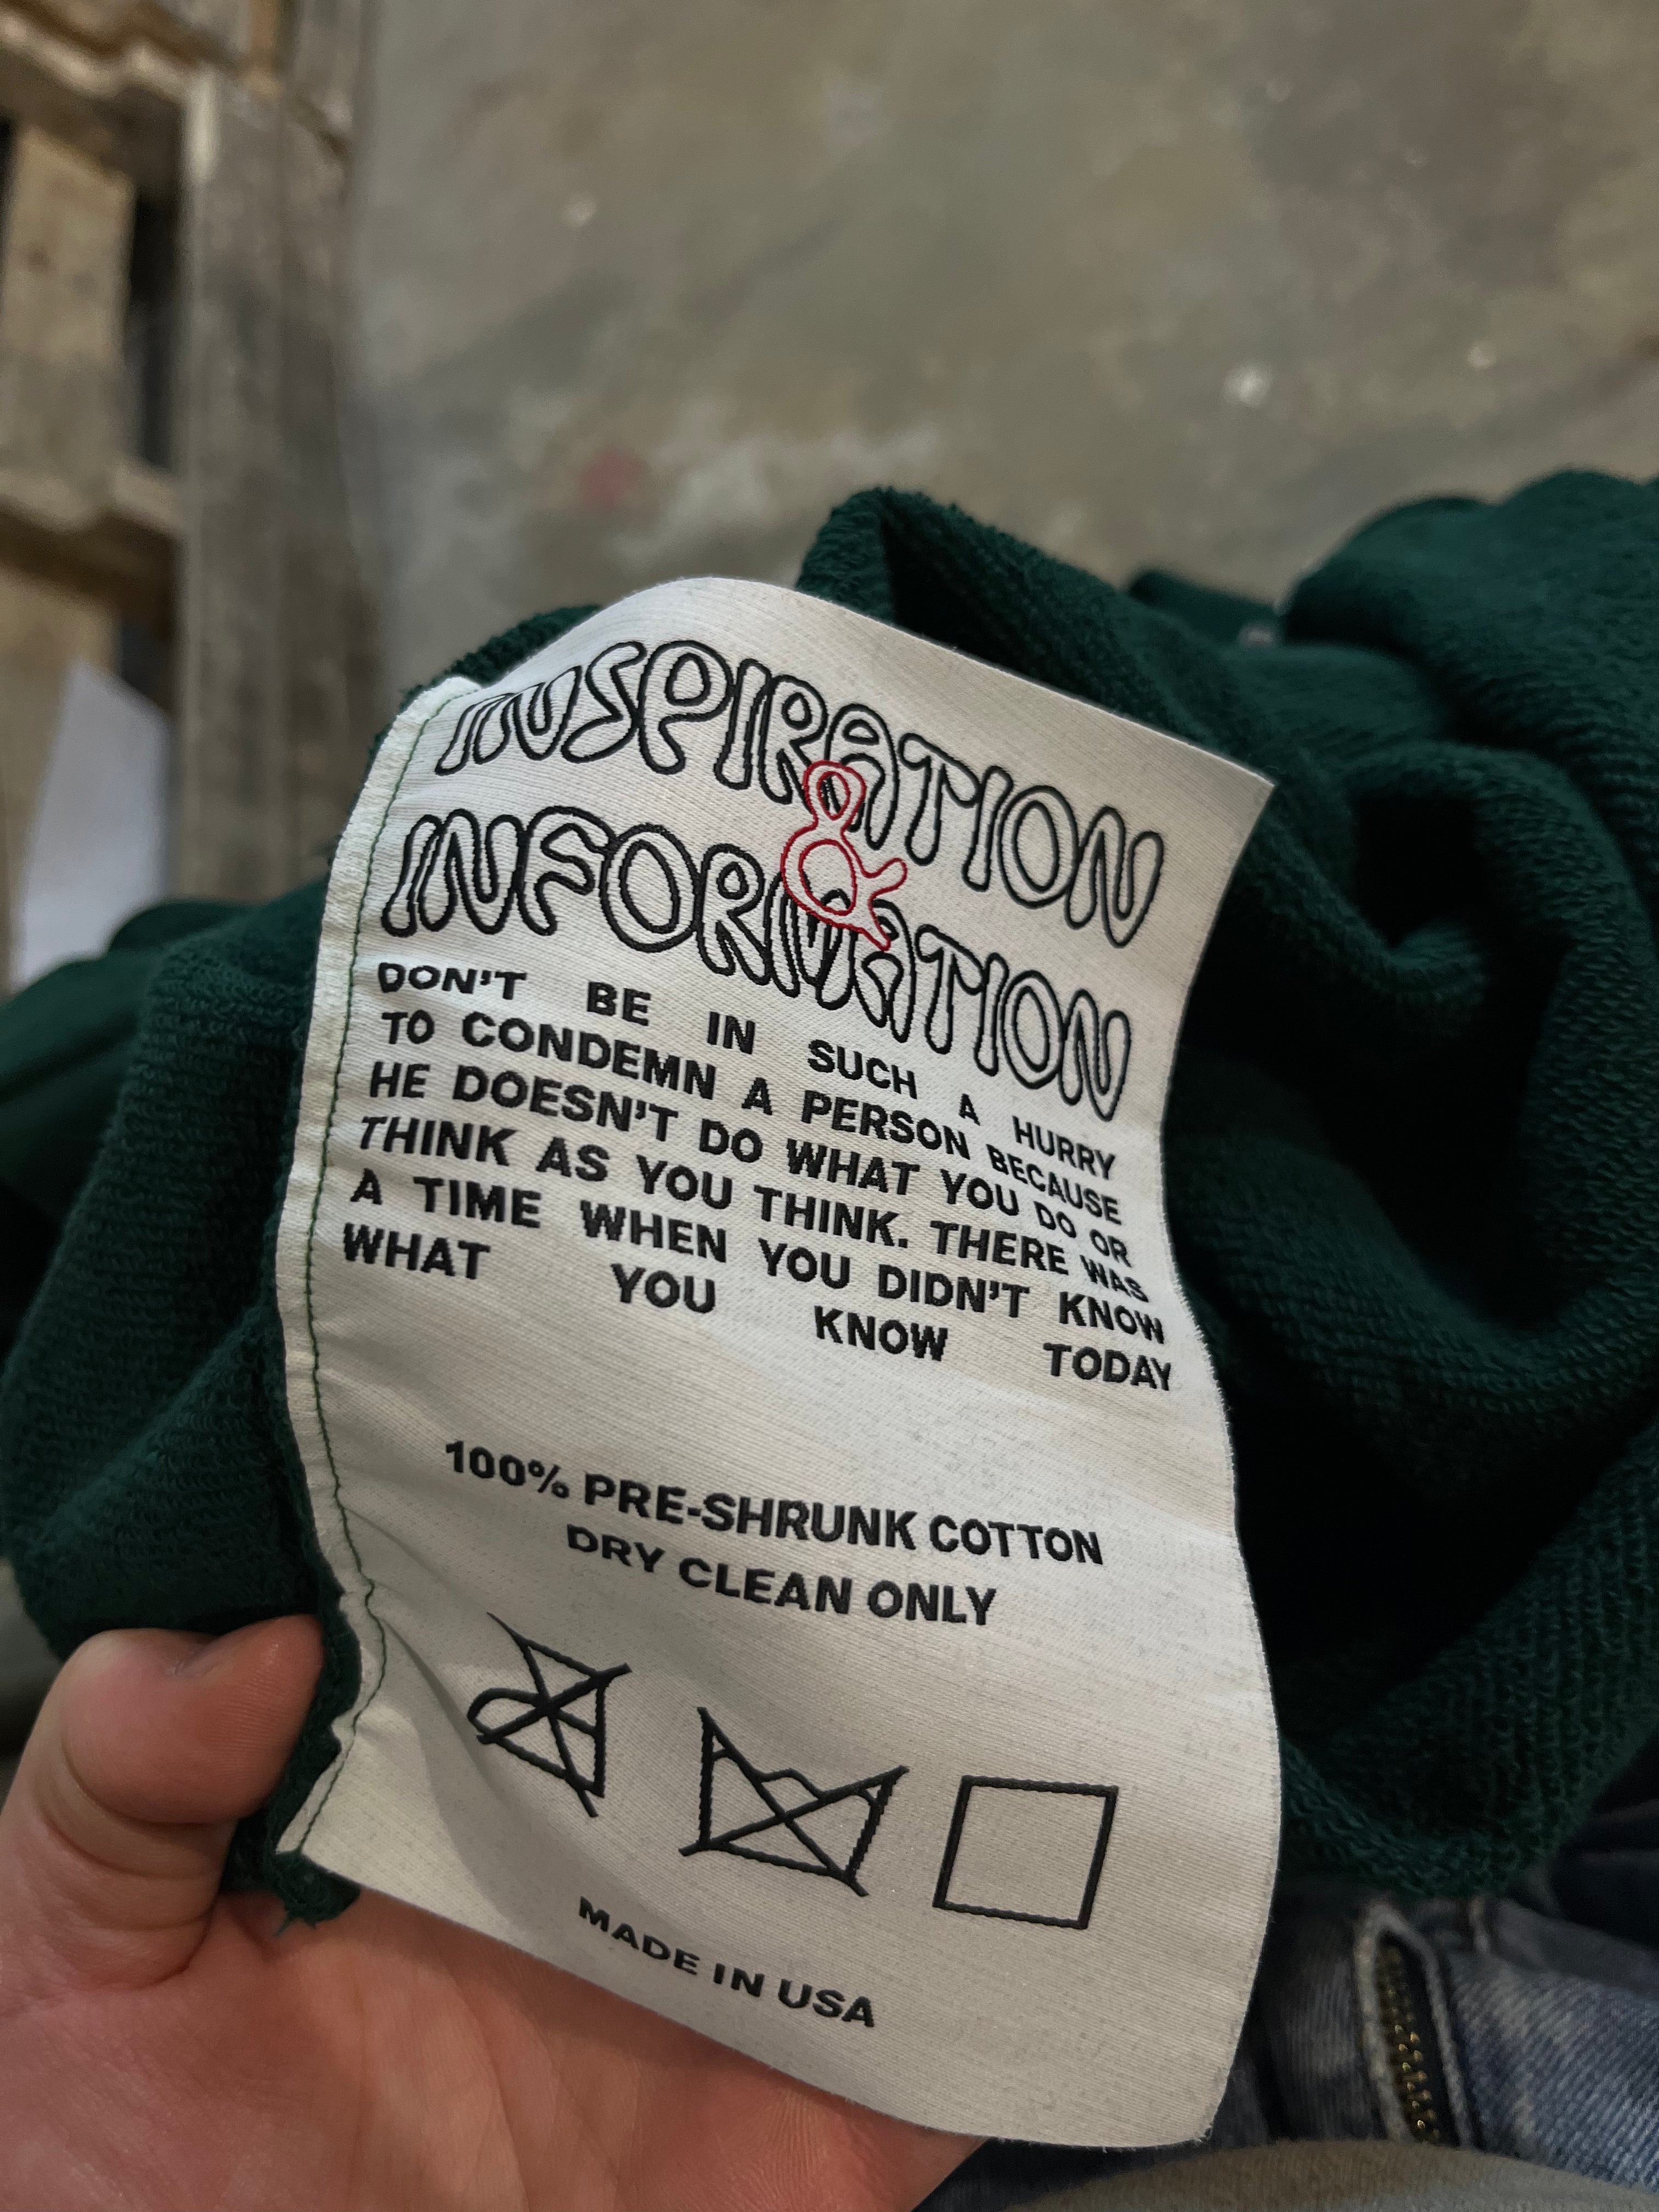 INSPIRATION
&
INFORMATION
DON'T BE IN SUCH A HURRY
TO CONDEMN A PERSON BECAUSE
HE DOESN'T DO WHAT YOU DO OR
THINK AS YOU THINK. THERE WAS
A TIME WHEN YOU DIDN'T KNOW
WHAT YOU KNOW TODAY
100% PRE-SHRUNK COTTON
DRY CLEAN ONLY
MADE IN USA